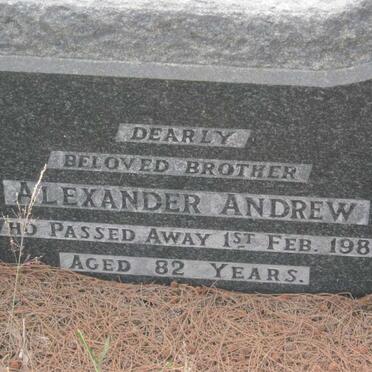 DEARLY
BELOVED BROTHER
ALEXANDER ANDREW
HO PASSED AWAY 1ST FEB. 198
AGED 82 YEARS.